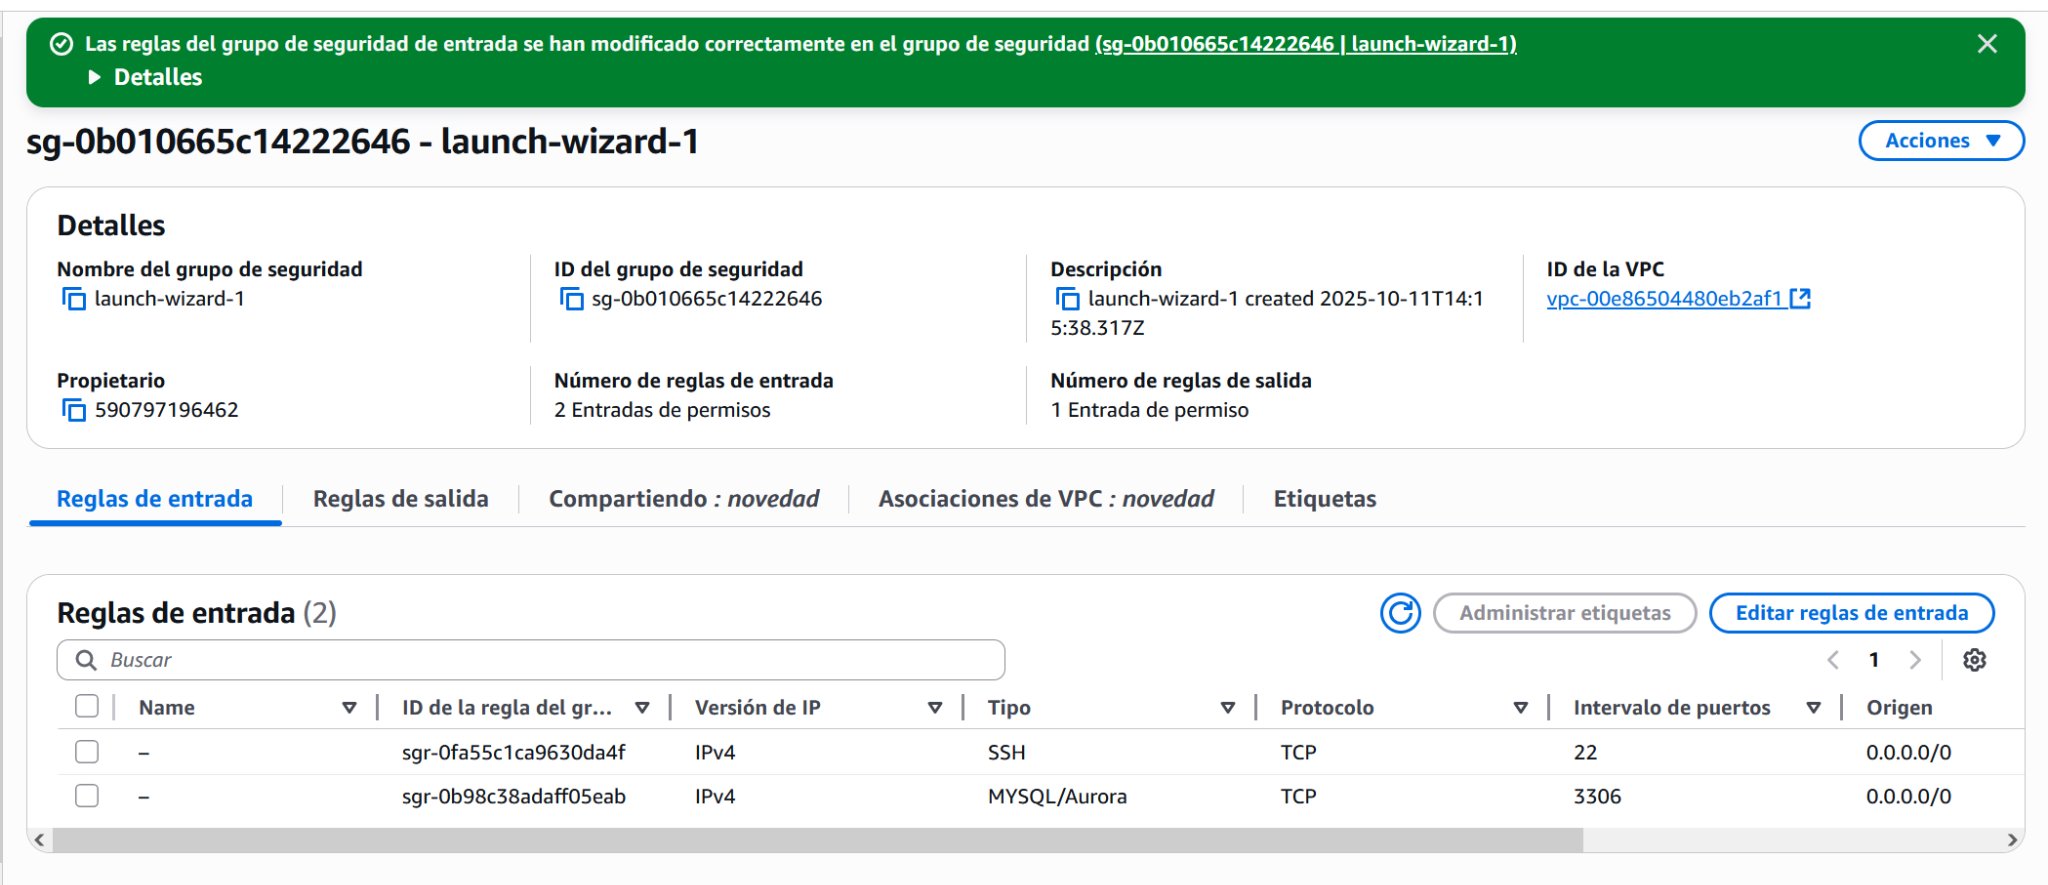 Las reglas del grupo de seguridad de entrada se han modificado correctamente en el grupo de seguridad (sg-0b010665c14222646 | launch-wizard-1)
Detalles
sg-0b010665c14222646 - launch-wizard-1
Acciones
Detalles
Nombre del grupo de seguridad
launch-wizard-1
ID del grupo de seguridad
sg-0b010665c14222646
Descripción
launch-wizard-1 created 2025-10-11T14:1
5:38.317Z
ID de la VPC
vpc-00e86504480eb2af1
Propietario
590797196462
Número de reglas de entrada
2 Entradas de permisos
Número de reglas de salida
1 Entrada de permiso
Reglas de entrada Reglas de salida Compartiendo : novedad Asociaciones de VPC : novedad Etiquetas
Reglas de entrada (2)
Administrar etiquetas
Editar reglas de entrada
Buscar
1
Name ID de la regla del gr... Versión de IP Tipo Protocolo Intervalo de puertos Origen
– sgr-0fa55c1ca9630da4f IPv4 SSH TCP 22 0.0.0.0/0
– sgr-0b98c38adaff05eab IPv4 MYSQL/Aurora TCP 3306 0.0.0.0/0